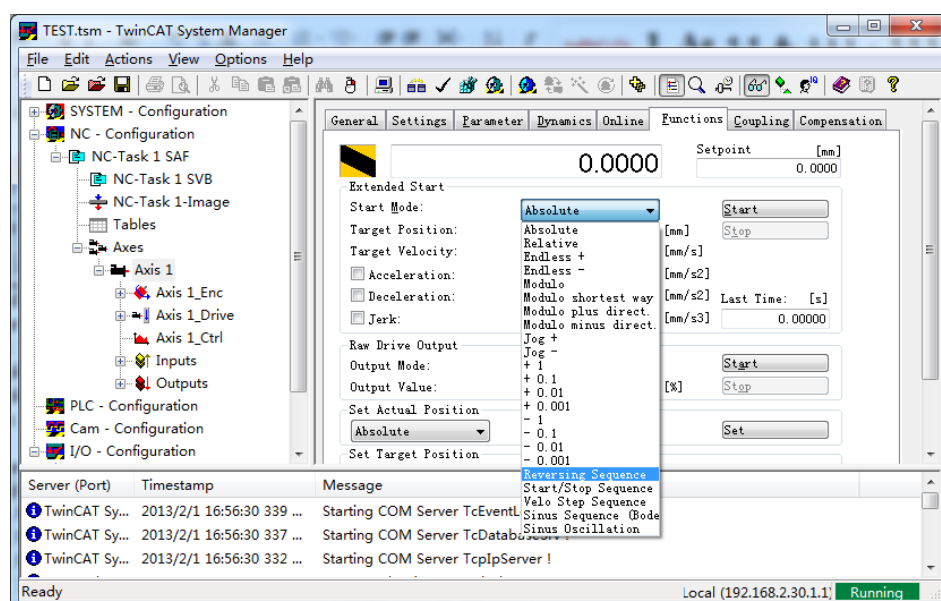 TEST.tsm - TwinCAT System Manager
File Edit Actions View Options Help
SYSTEM - Configuration
NC - Configuration
NC-Task 1 SAF
NC-Task 1 SVB
NC-Task 1-Image
Tables
Axes
Axis 1
Axis 1_Enc
Axis 1_Drive
Axis 1_Ctrl
Inputs
Outputs
PLC - Configuration
Cam - Configuration
I/O - Configuration
General Settings Parameter Dynamics Online Functions Coupling Compensation
0.0000
Setpoint [mm]
0.0000
Extended Start
Start Mode: Absolute Start
Target Position: [mm] Stop
Target Velocity: [mm/s]
Acceleration: [mm/s2]
Deceleration: [mm/s2] Last Time: [s]
Jerk: [mm/s3] 0.00000
Absolute
Relative
Endless +
Endless -
Modulo
Modulo shortest way
Modulo plus direct.
Modulo minus direct.
Jog +
Jog -
+ 1
+ 0.1
+ 0.01
+ 0.001
- 1
- 0.1
- 0.01
- 0.001
Reversing Sequence
Start/Stop Sequence
Velo Step Sequence
Sinus Sequence (Bode
Sinus Oscillation
Raw Drive Output
Output Mode: Start
Output Value: [%] Stop
Set Actual Position
Absolute Set
Set Target Position
Server (Port) Timestamp Message
TwinCAT Sy... 2013/2/1 16:56:30 339 ... Starting COM Server TcEventL
TwinCAT Sy... 2013/2/1 16:56:30 337 ... Starting COM Server TcDatabaseSrv !
TwinCAT Sy... 2013/2/1 16:56:30 332 ... Starting COM Server TcpIpServer !
Ready Local (192.168.2.30.1.1) Running